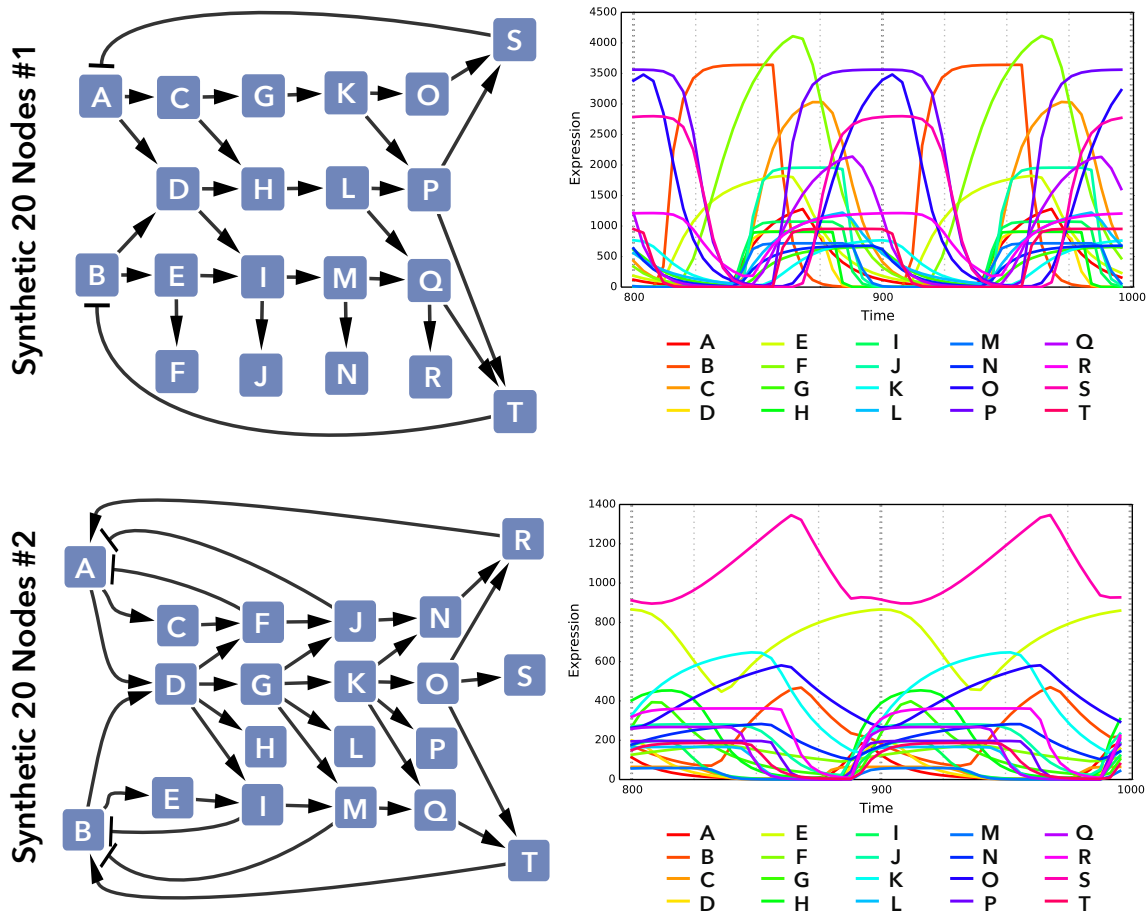 Synthetic 20 Nodes #1
S
A C G K O
D H L P
B E I M Q
F J N R
T
Expression
4500
4000
3500
3000
2500
2000
1500
1000
500
0
800 900 1000
Time
A E I M Q
B F J N R
C G K O S
D H L P T
Synthetic 20 Nodes #2
R
A
C F J N
D G K O S
H L P
E I M Q
B
T
Expression
1400
1200
1000
800
600
400
200
0
800 900 1000
Time
A E I M Q
B F J N R
C G K O S
D H L P T